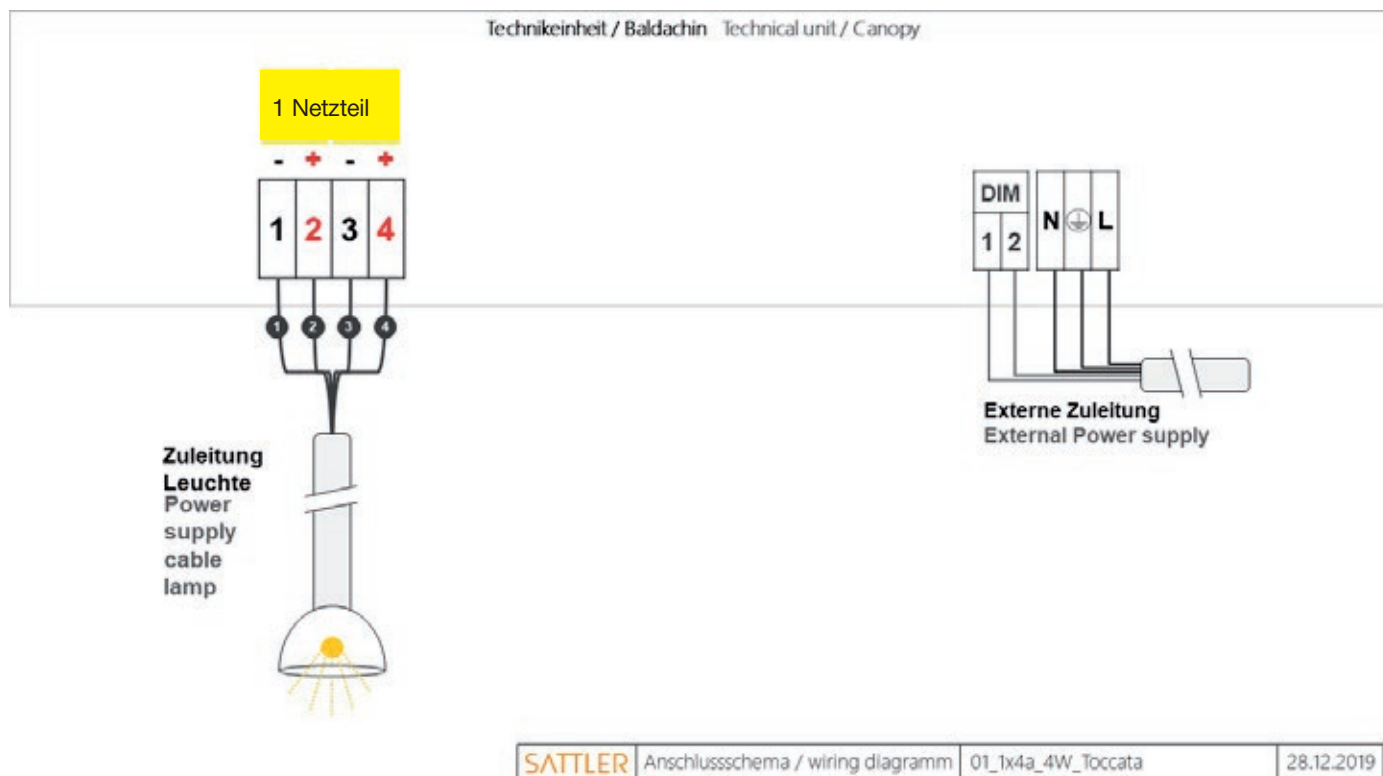 Technikeinheit / Baldachin Technical unit / Canopy
1 Netzteil
- + - +
1 2 3 4
1 2 3 4
Zuleitung
Leuchte
Power
supply
cable
lamp
DIM
1 2
N L
Externe Zuleitung
External Power supply
SATTLER Anschlussschema / wiring diagramm 01_1x4a_4W_Toccata 28.12.2019